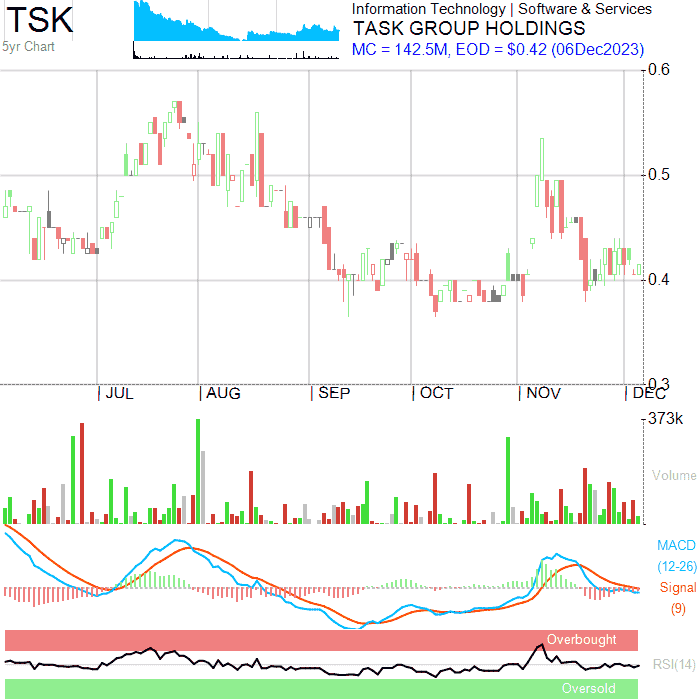 TSK
5yr Chart
Information Technology | Software & Services
TASK GROUP HOLDINGS
MC = 142.5M, EOD = $0.42 (06Dec2023)
0.6
0.5
0.4
0.3
| JUL | AUG | SEP | OCT | NOV | DEC
373k
Volume
MACD
(12-26)
Signal
(9)
Overbought
RSI(14)
Oversold